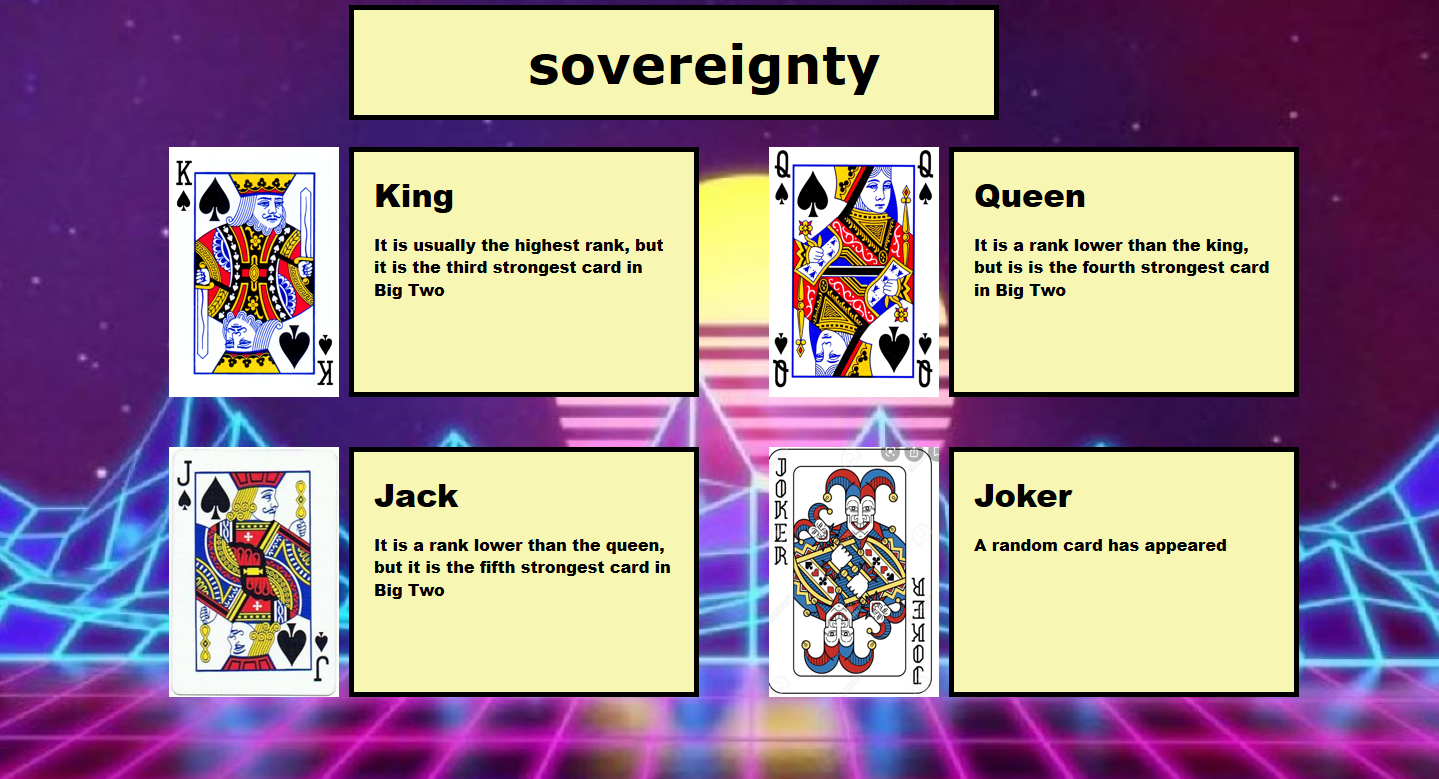 sovereignty
K
King
It is usually the highest rank, but
it is the third strongest card in
Big Two
K
Q Q
Queen
It is a rank lower than the king,
but is is the fourth strongest card
in Big Two
Q Q
J
Jack
It is a rank lower than the queen,
but it is the fifth strongest card in
Big Two
J
JOKER
Joker
A random card has appeared
JOKER